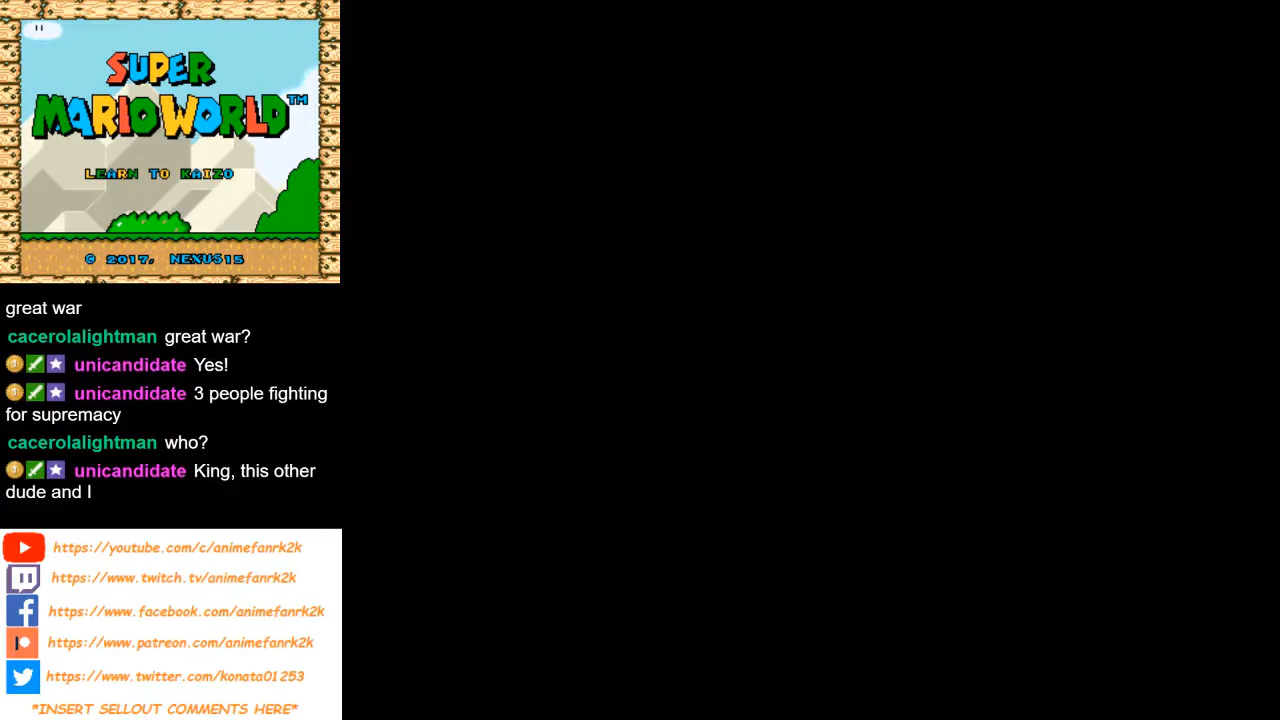 SUPER
MARIO WORLD™
LEARN TO KAIZO
© 2017, NEXUS15
great war
cacerolalightman great war?
unicandidate Yes!
unicandidate 3 people fighting
for supremacy
cacerolalightman who?
unicandidate King, this other
dude and I
https://youtube.com/c/animefanrk2k
https://www.twitch.tv/animefanrk2k
https://www.facebook.com/animefanrk2k
https://www.patreon.com/animefanrk2k
https://www.twitter.com/konata01253
*INSERT SELLOUT COMMENTS HERE*